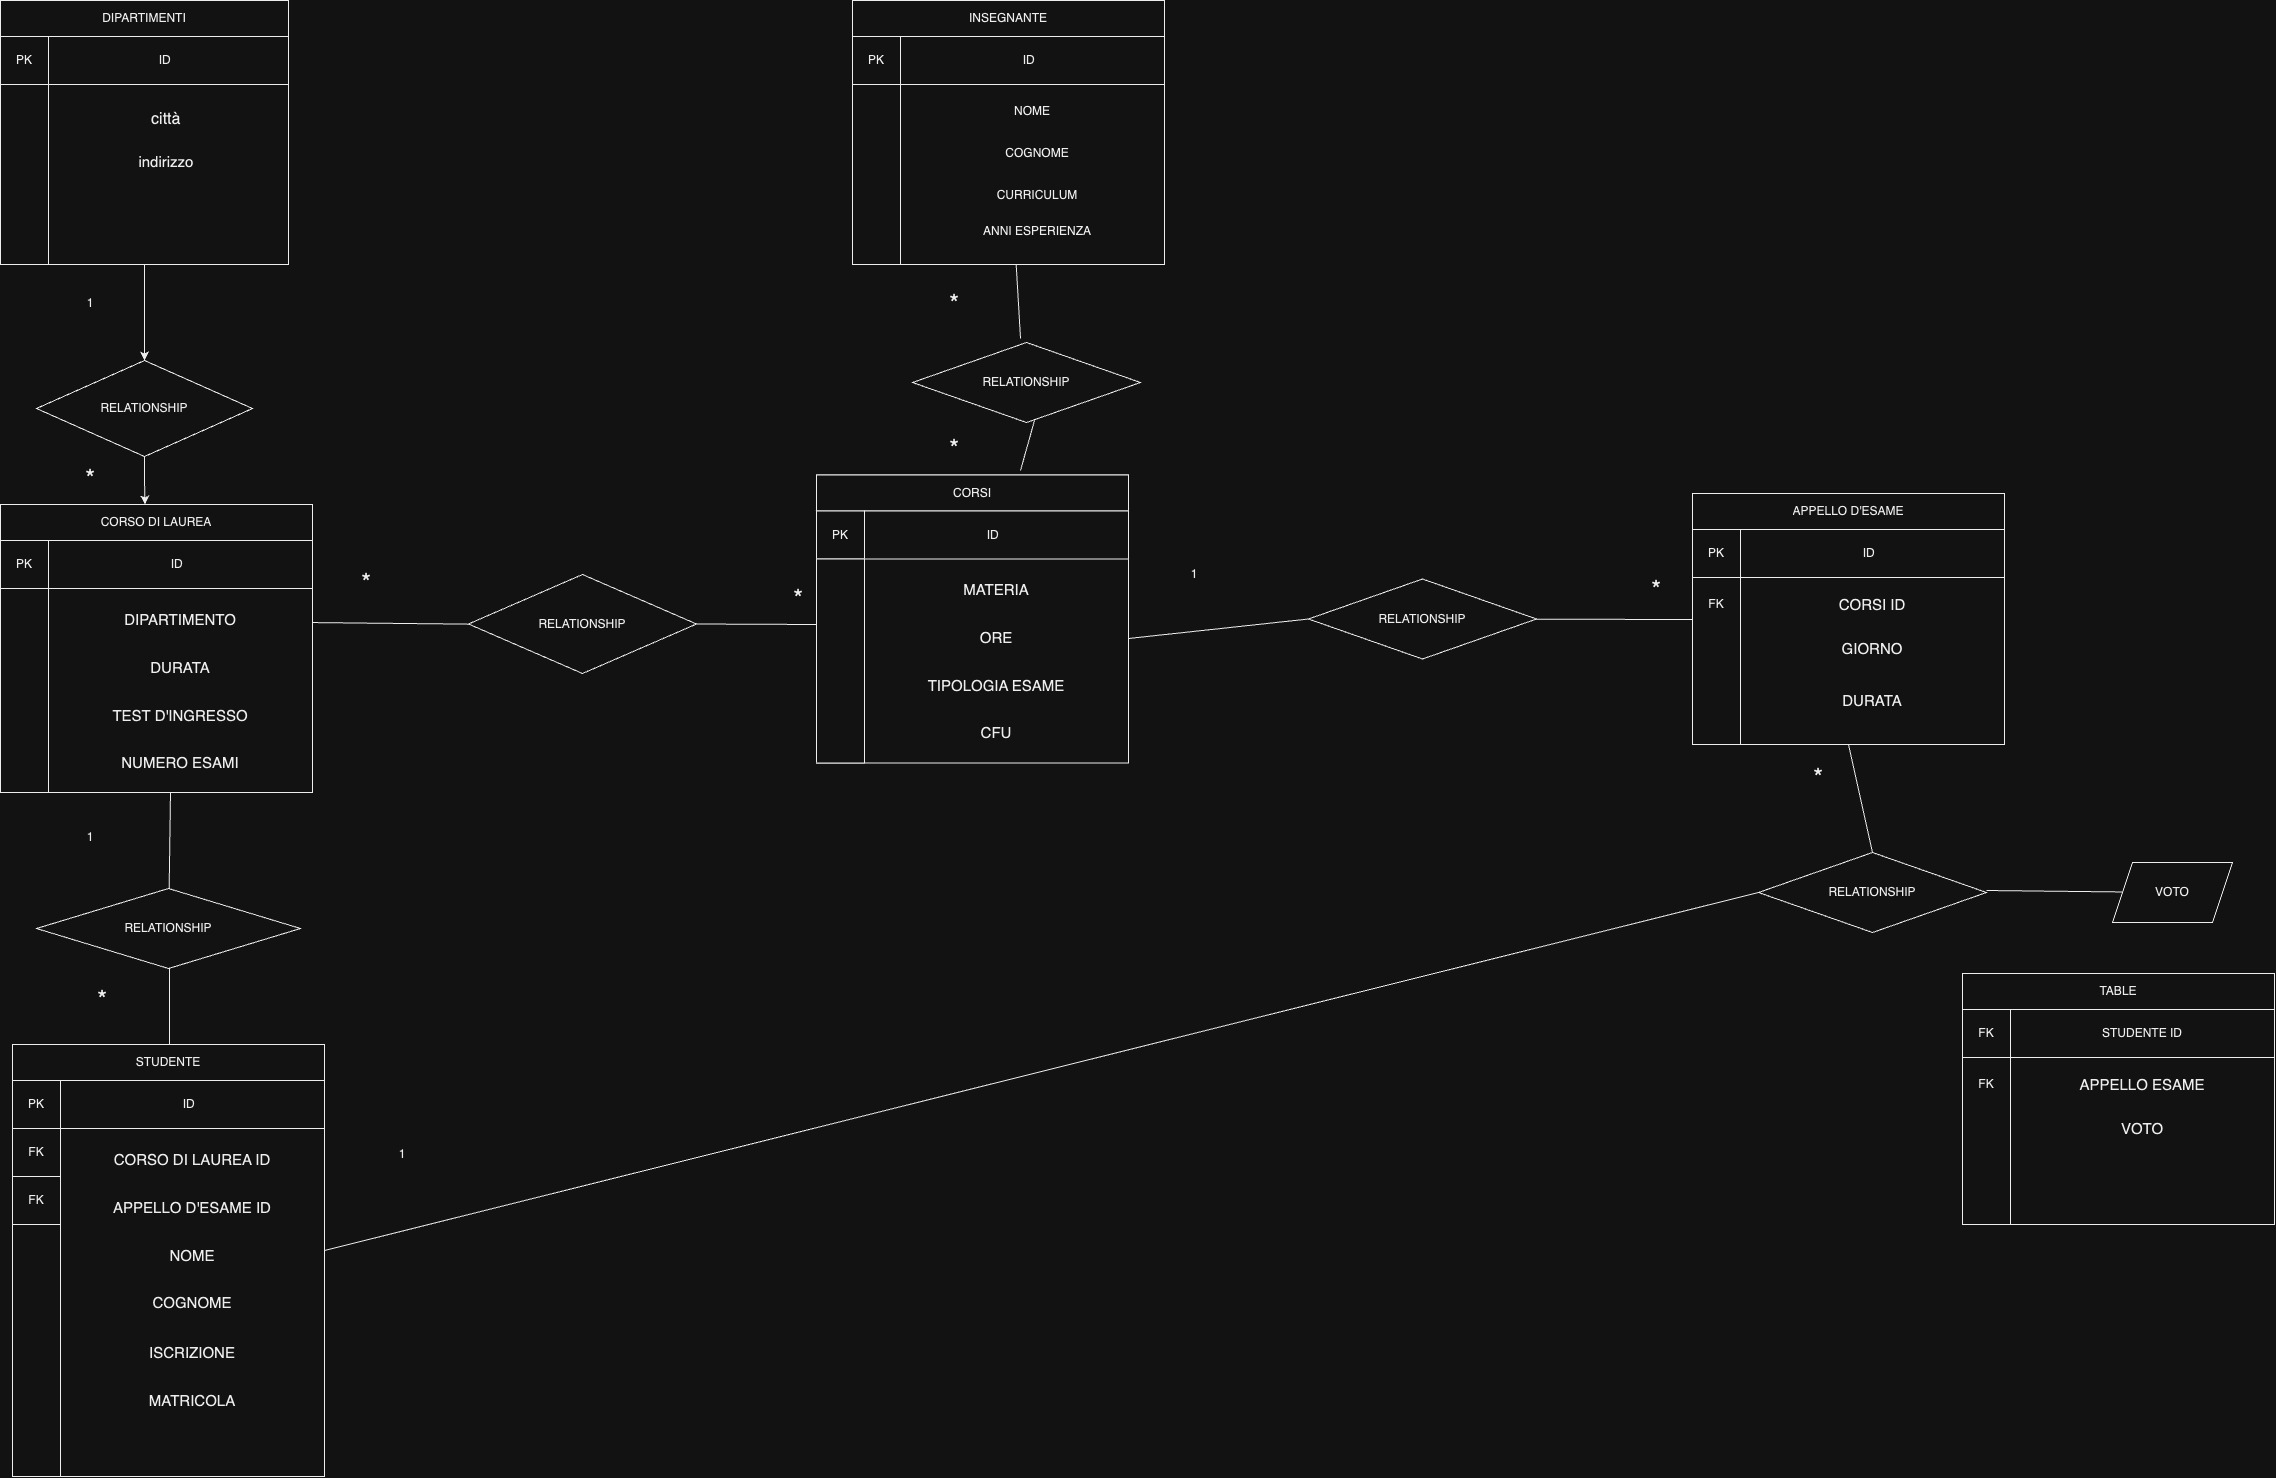 DIPARTIMENTI
PK
ID
città
indirizzo
1
RELATIONSHIP
*
INSEGNANTE
PK
ID
NOME
COGNOME
CURRICULUM
ANNI ESPERIENZA
*
RELATIONSHIP
*
CORSO DI LAUREA
PK
ID
DIPARTIMENTO
DURATA
TEST D'INGRESSO
NUMERO ESAMI
*
RELATIONSHIP
*
CORSI
PK
ID
MATERIA
ORE
TIPOLOGIA ESAME
CFU
1
RELATIONSHIP
*
APPELLO D'ESAME
PK
ID
FK
CORSI ID
GIORNO
DURATA
*
RELATIONSHIP
VOTO
1
RELATIONSHIP
*
STUDENTE
PK
ID
FK
CORSO DI LAUREA ID
FK
APPELLO D'ESAME ID
NOME
COGNOME
ISCRIZIONE
MATRICOLA
1
TABLE
FK
STUDENTE ID
FK
APPELLO ESAME
VOTO